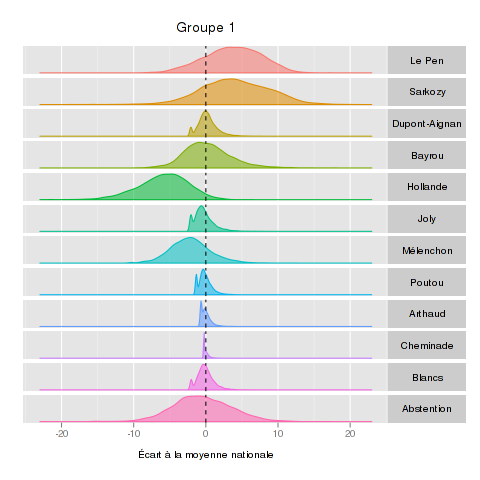 Groupe 1
Le Pen
Sarkozy
Dupont-Aignan
Bayrou
Hollande
Joly
Mélenchon
Poutou
Arthaud
Cheminade
Blancs
Abstention
-20 -10 0 10 20
Écart à la moyenne nationale